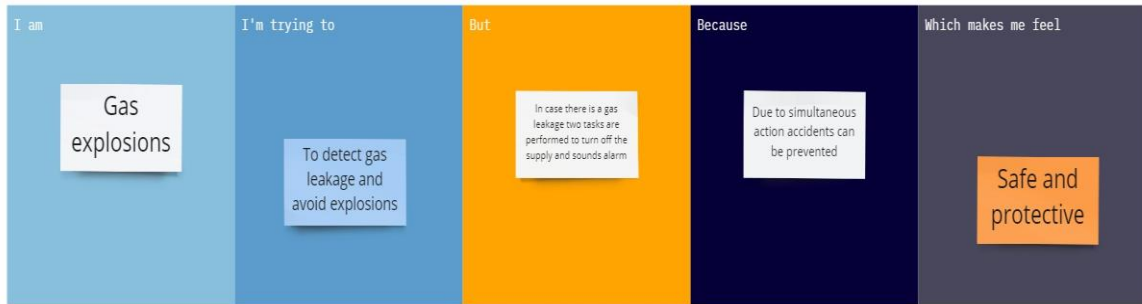 I am
Gas
explosions
I'm trying to
To detect gas
leakage and
avoid explosions
But
In case there is a gas
leakage two tasks are
performed to turn off the
supply and sounds alarm
Because
Due to simultaneous
action accidents can
be prevented
Which makes me feel
Safe and
protective